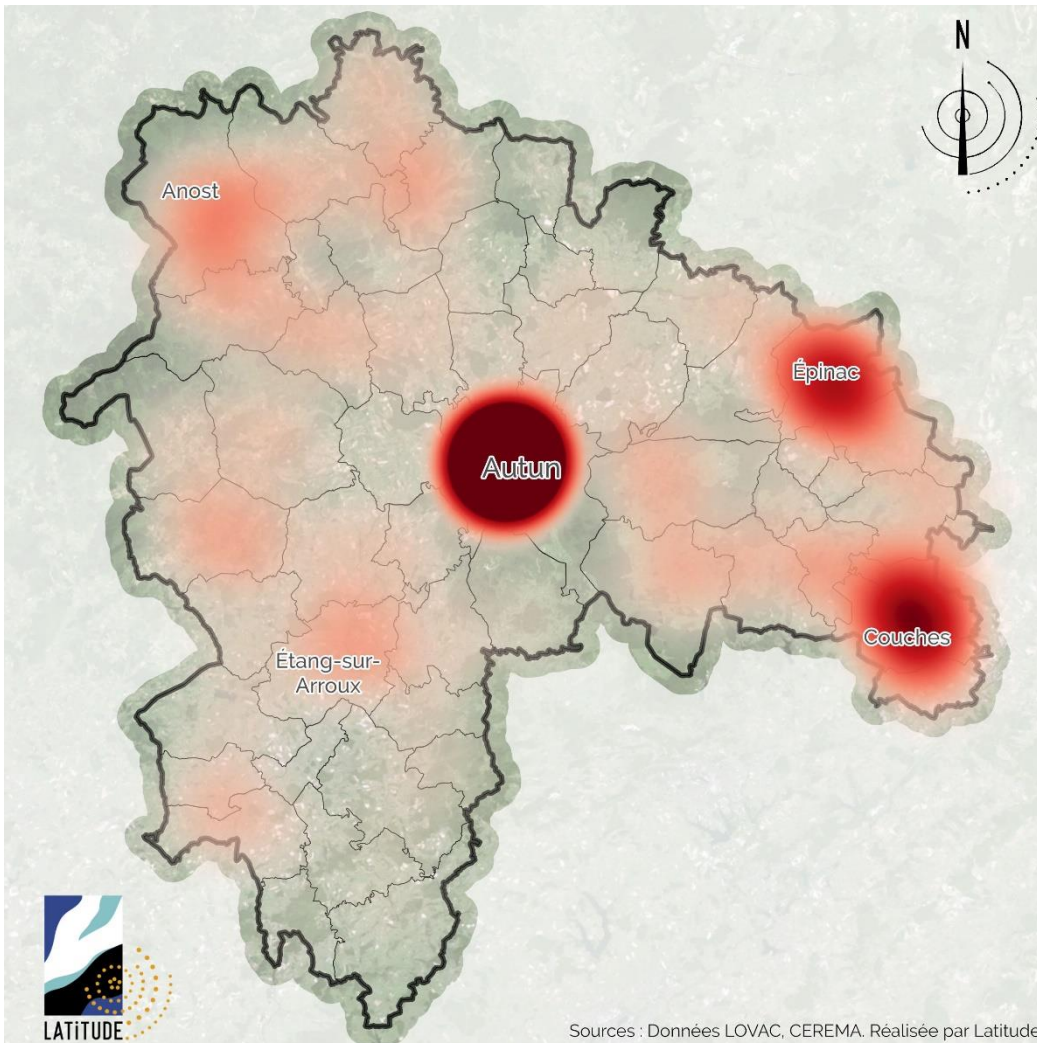 N
Anost
Épinac
Autun
Couches
Étang-sur-
Arroux
LATiTUDE
Sources : Données LOVAC, CEREMA. Réalisée par Latitude